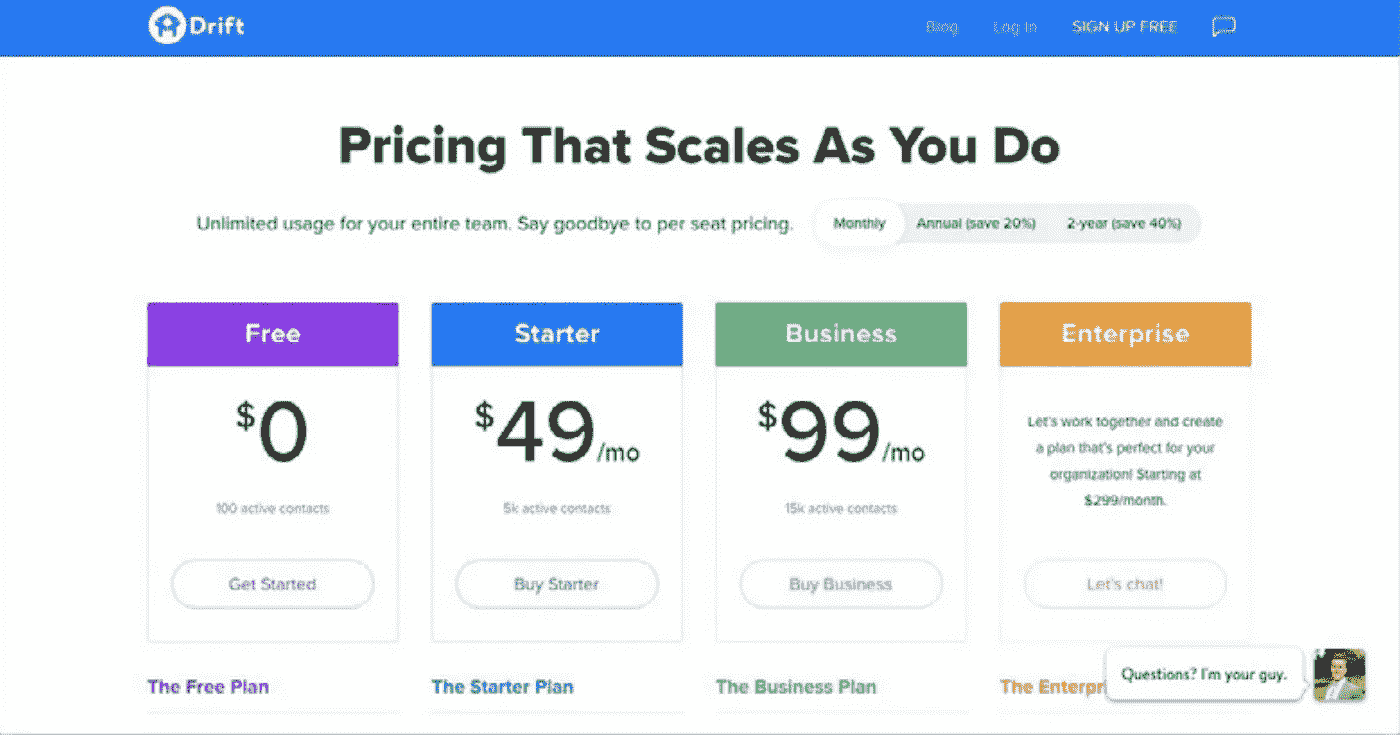 Drift
Blog Log In SIGN UP FREE
Pricing That Scales As You Do
Unlimited usage for your entire team. Say goodbye to per seat pricing.
Monthly Annual (save 20%) 2-year (save 40%)
Free
$0
100 active contacts
Get Started
Starter
$49/mo
5k active contacts
Buy Starter
Business
$99/mo
15k active contacts
Buy Business
Enterprise
Let's work together and create
a plan that's perfect for your
organization! Starting at
$299/month.
Let's chat!
The Free Plan
The Starter Plan
The Business Plan
The Enterpr
Questions? I'm your guy.